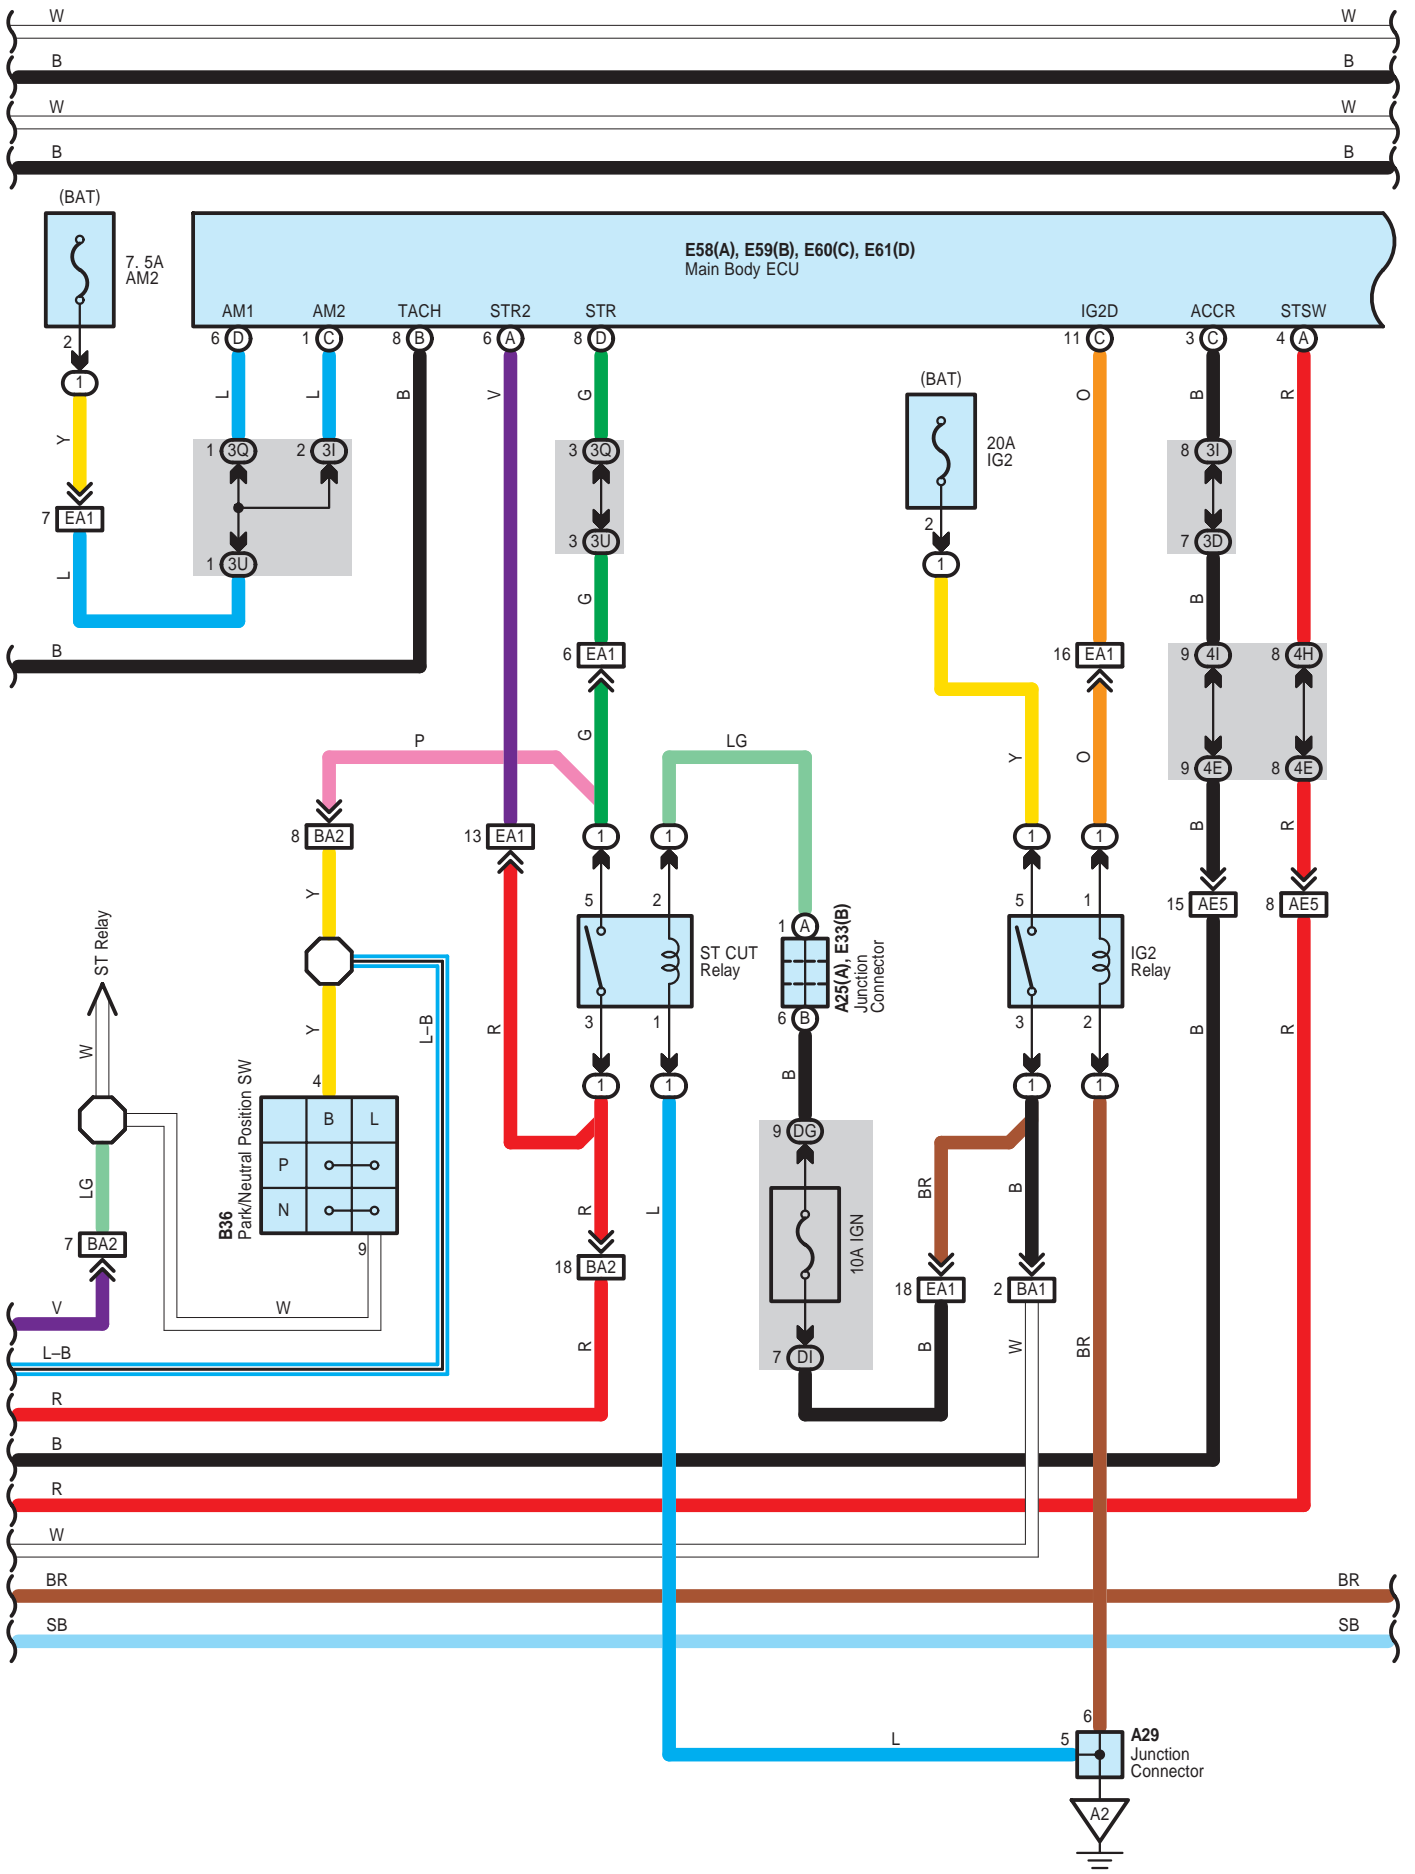 W W
B B
W W
B B
(BAT)
7. 5A
AM2
E58(A), E59(B), E60(C), E61(D)
Main Body ECU
AM1 AM2 TACH STR2 STR IG2D ACCR STSW
6 D 1 C 8 B 6 A 8 D 11 C 3 C 4 A
2
1
(BAT)
Y L L B V G O B R
1 3Q 2 3I 3 3Q 8 3I
20A
IG2
7 EA1
2
3 3U 7 3D
1 3U 1
L G B
B
6 EA1 16 EA1 9 4I 8 4H
P G LG Y O
9 4E 8 4E
8 BA2 13 EA1 1 1 1 1
B R
Y 5 2 5 1
15 AE5 8 AE5
1 A
ST Relay
ST CUT
Relay
A25(A), E33(B)
Junction
Connector
IG2
Relay
6 B
3 1 3 2
W Y L–B R B R
4
B36
Park/Neutral Position SW
1 1 B 1 1
B L
9 DG
P
LG N R L BR B
10A IGN
7 BA2
9
18 BA2
18 EA1 2 BA1
V W
L–B
R 7 DI B W BR
R
B
R
W
BR BR
SB SB
6
L 5
A29
Junction
Connector
A2